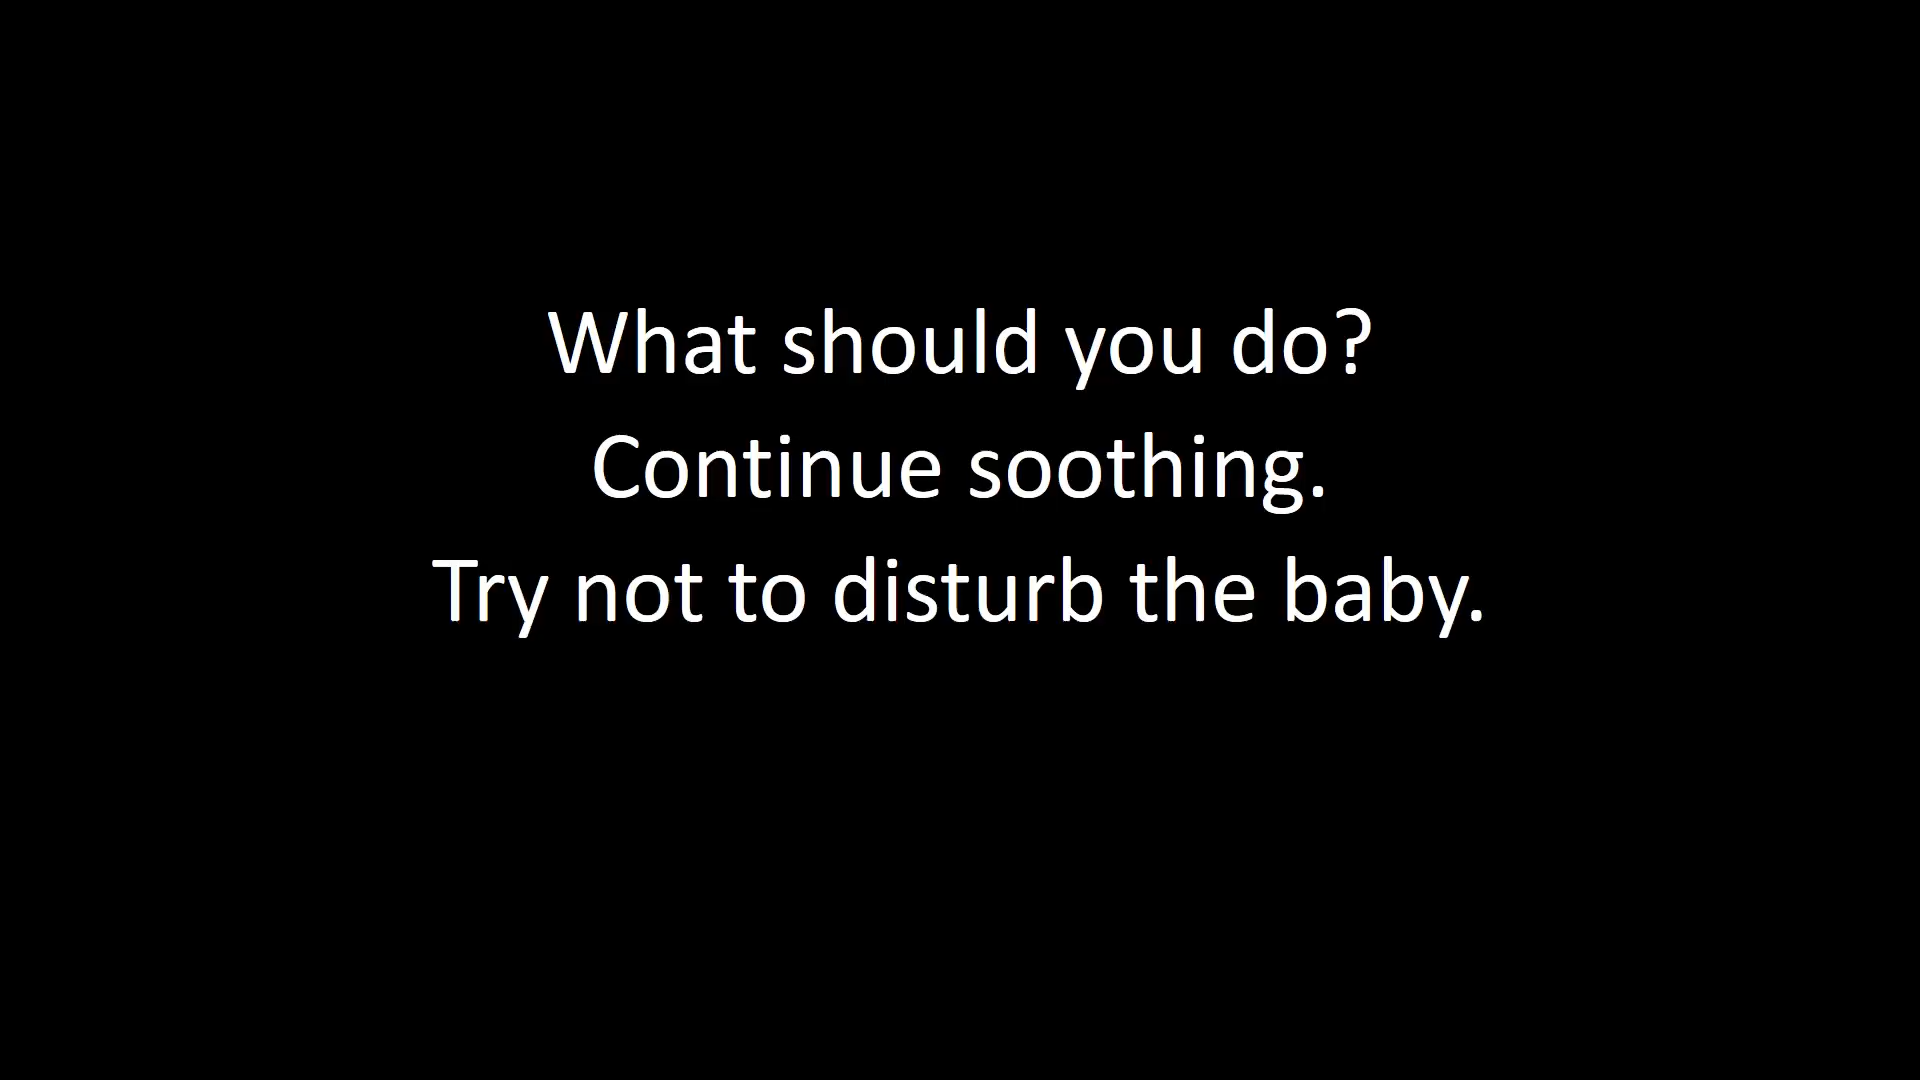 What should you do?
Continue soothing.
Try not to disturb the baby.